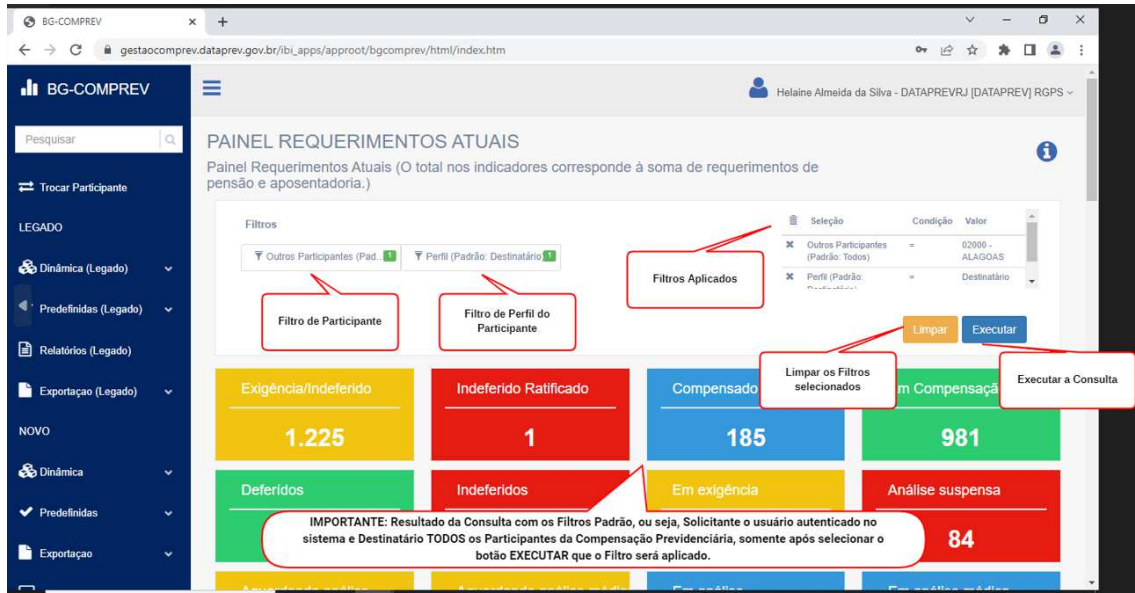 BG-COMPREV
gestaocomprev.dataprev.gov.br/ibi_apps/approot/bgcomprev/html/index.htm
BG-COMPREV
Helaine Almeida da Silva - DATAPREVRJ [DATAPREV] RGPS
Pesquisar
Trocar Participante
LEGADO
Dinâmica (Legado)
Predefinidas (Legado)
Relatórios (Legado)
Exportaçao (Legado)
NOVO
Dinâmica
Predefinidas
Exportaçao
PAINEL REQUERIMENTOS ATUAIS
Painel Requerimentos Atuais (O total nos indicadores corresponde à soma de requerimentos de
pensão e aposentadoria.)
Filtros
Outros Participantes (Pad.. 1
Perfil (Padrão: Destinatário) 1
Filtro de Participante
Filtro de Perfil do
Participante
Filtros Aplicados
Seleção Condição Valor
Outros Participantes = 02000 -
(Padrão: Todos) ALAGOAS
Perfil (Padrão: = Destinatário
Limpar
Executar
Limpar os Filtros
selecionados
Executar a Consulta
Exigência/Indeferido
1.225
Indeferido Ratificado
1
Compensado
185
m Compensaçã
981
Deferidos
Indeferidos
Em exigência
Análise suspensa
84
IMPORTANTE: Resultado da Consulta com os Filtros Padrão, ou seja, Solicitante o usuário autenticado no
sistema e Destinatário TODOS os Participantes da Compensação Previdenciária, somente após selecionar o
botão EXECUTAR que o Filtro será aplicado.